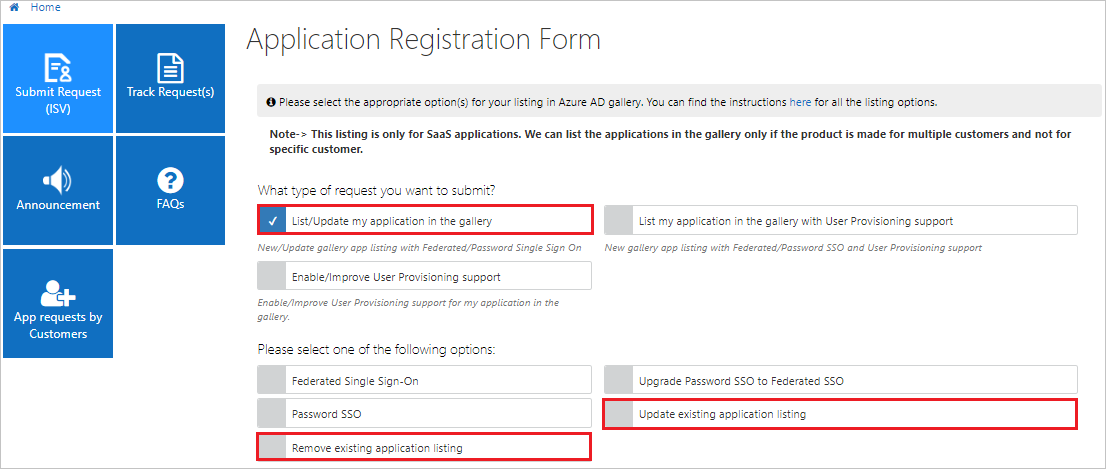 Home
Submit Request
(ISV)
Track Request(s)
Announcement
FAQs
App requests by
Customers
Application Registration Form
Please select the appropriate option(s) for your listing in Azure AD gallery. You can find the instructions here for all the listing options.
Note-> This listing is only for SaaS applications. We can list the applications in the gallery only if the product is made for multiple customers and not for
specific customer.
What type of request you want to submit?
List/Update my application in the gallery
List my application in the gallery with User Provisioning support
New/Update gallery app listing with Federated/Password Single Sign On
New gallery app listing with Federated/Password SSO and User Provisioning support
Enable/Improve User Provisioning support
Enable/Improve User Provisioning support for my application in the
gallery.
Please select one of the following options:
Federated Single Sign-On
Upgrade Password SSO to Federated SSO
Password SSO
Update existing application listing
Remove existing application listing